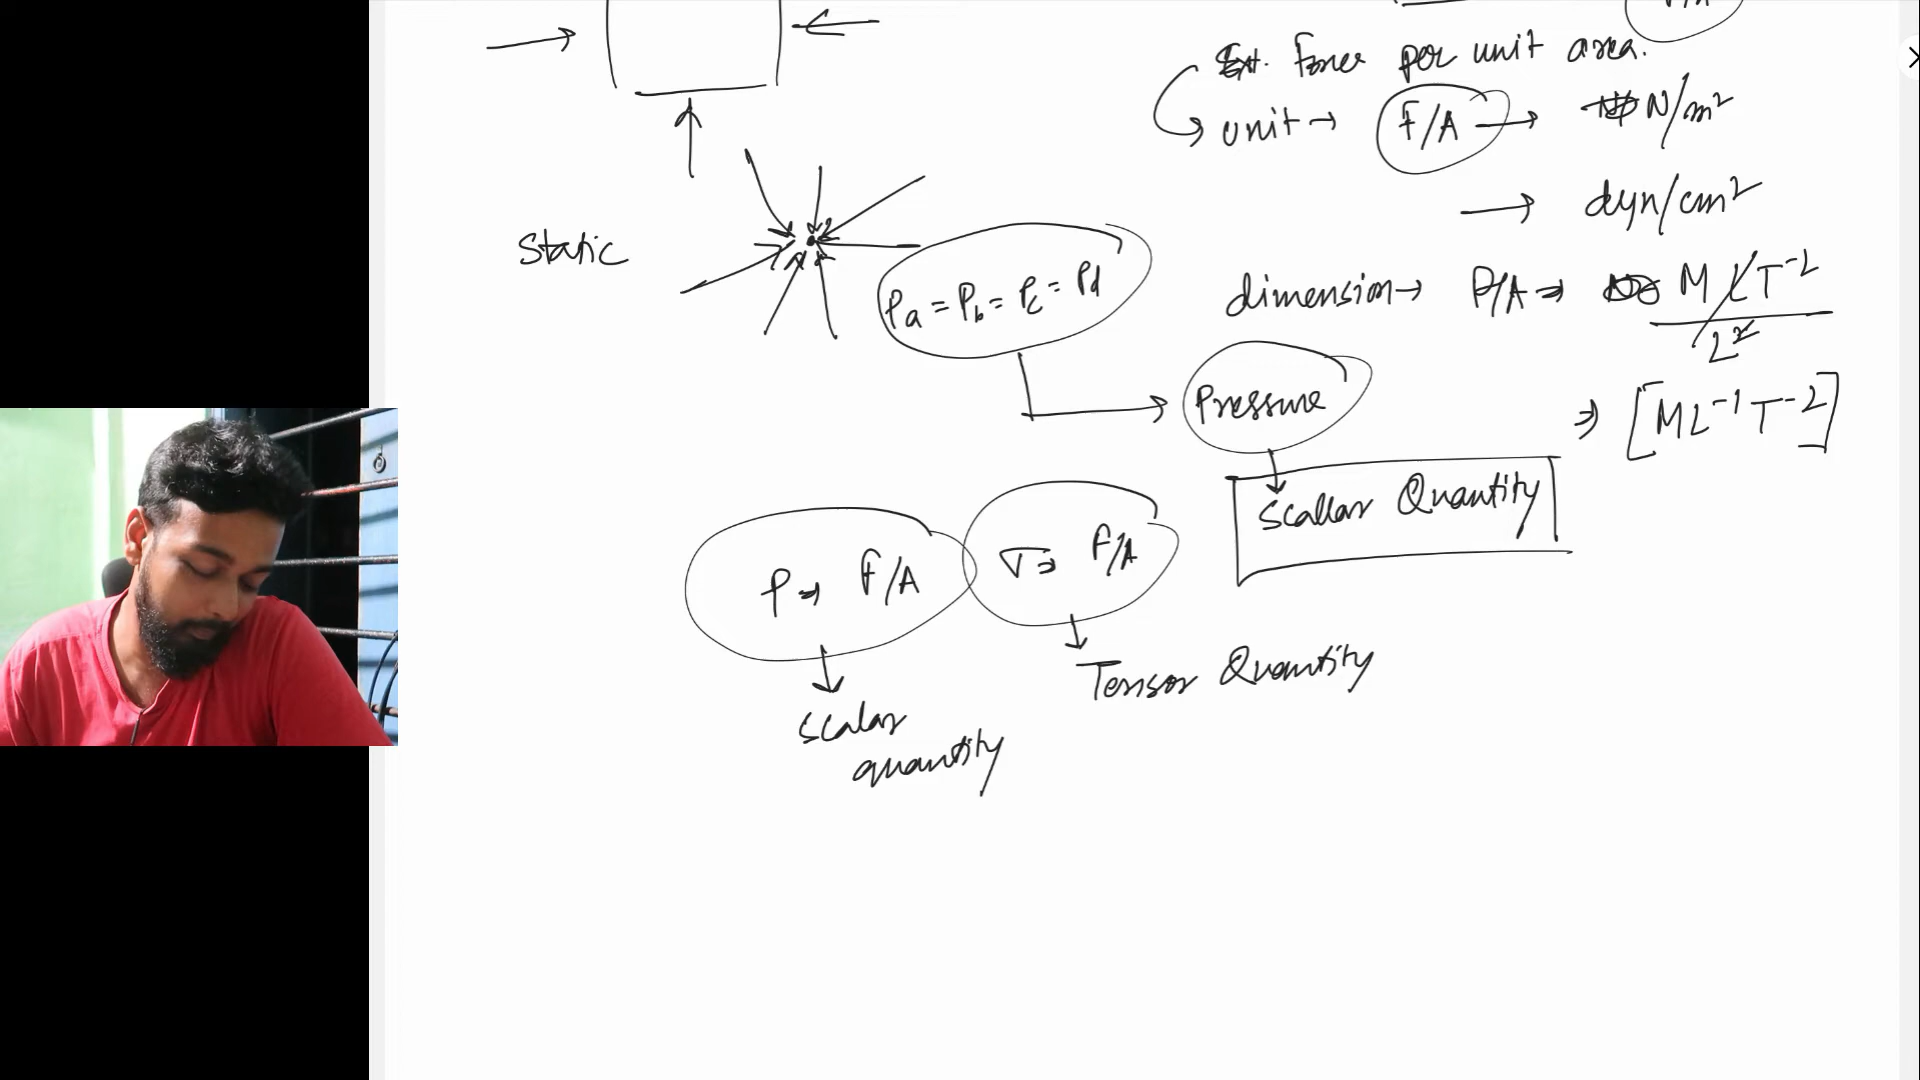 Ext. Force per unit area.
unit → F/A → N/m²
→ dyn/cm²
Static
Pa = Pb = Pc = Pd
dimension → F/A ⇒ M L T⁻²
L²
Pressure
⇒ [ML⁻¹T⁻²]
Scallar Quantity
P → F/A
σ ⇒ F/A
Tensor Quantity
Scalar
quantity